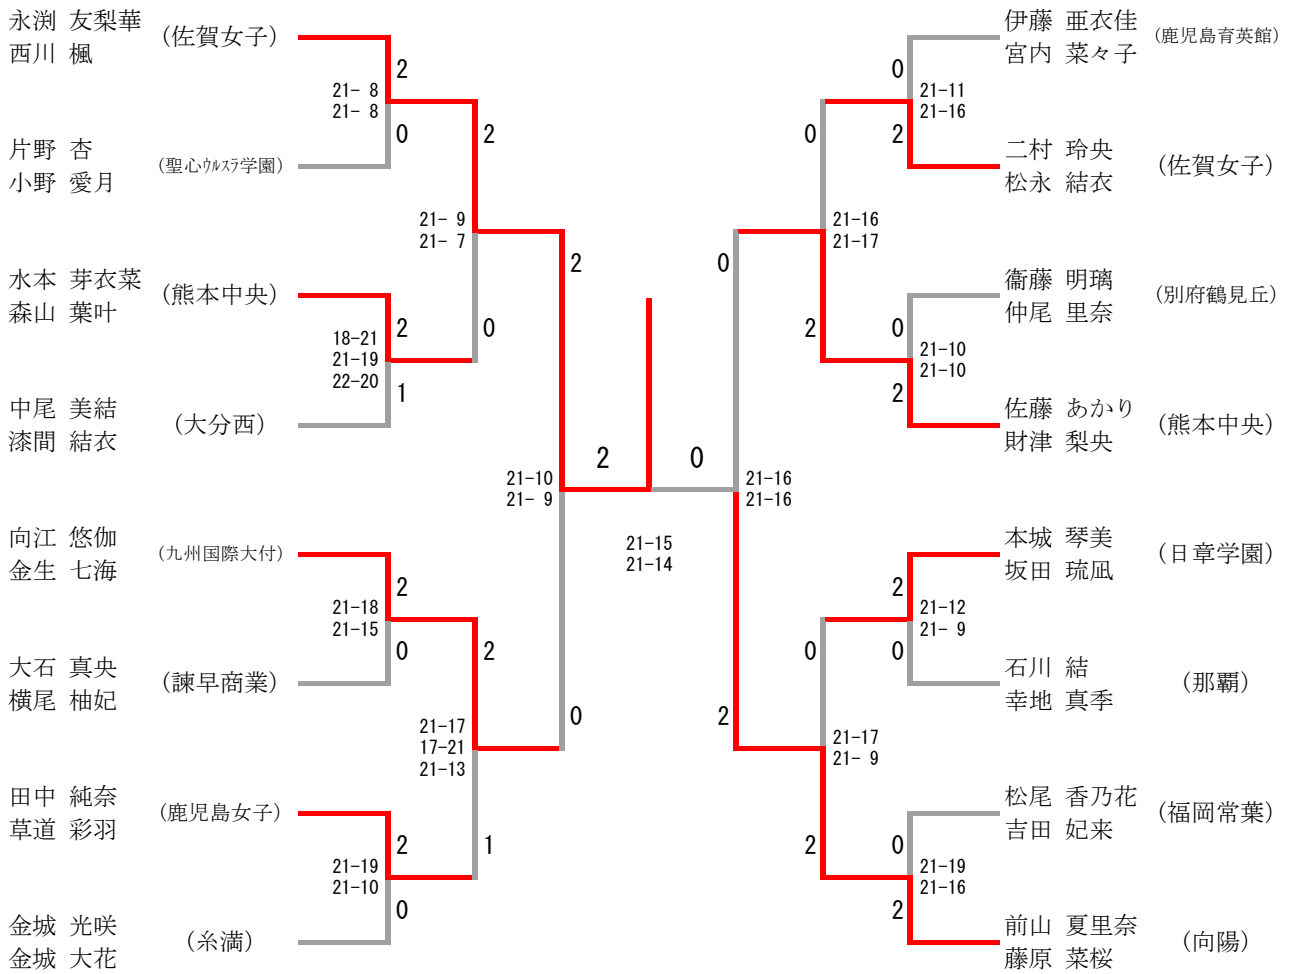 永渕 友梨華
西川 楓
(佐賀女子)
2
21- 8
21- 8
0
片野 杏
小野 愛月
(聖心ウルスラ学園)
2
21- 9
21- 7
0
水本 芽衣菜
森山 葉叶
(熊本中央)
2
18-21
21-19
22-20
1
中尾 美結
漆間 結衣
(大分西)
2
21-10
21- 9
0
向江 悠伽
金生 七海
(九州国際大付)
2
21-18
21-15
0
大石 真央
横尾 柚妃
(諫早商業)
2
21-17
17-21
21-13
1
田中 純奈
草道 彩羽
(鹿児島女子)
2
21-19
21-10
0
金城 光咲
金城 大花
(糸満)
2
0
21-15
21-14
伊藤 亜衣佳
宮内 菜々子
(鹿児島育英館)
0
21-11
21-16
2
二村 玲央
松永 結衣
(佐賀女子)
0
21-16
21-17
2
衞藤 明璃
仲尾 里奈
(別府鶴見丘)
0
21-10
21-10
2
佐藤 あかり
財津 梨央
(熊本中央)
0
21-16
21-16
2
本城 琴美
坂田 琉凪
(日章学園)
2
21-12
21- 9
0
石川 結
幸地 真季
(那覇)
0
21-17
21- 9
2
松尾 香乃花
吉田 妃来
(福岡常葉)
0
21-19
21-16
2
前山 夏里奈
藤原 菜桜
(向陽)